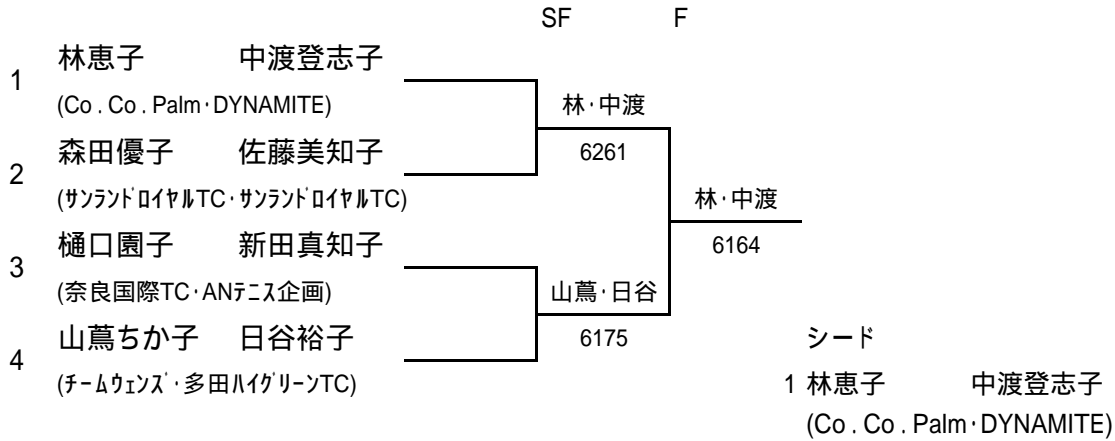 SF F
1 林恵子 中渡登志子
(Co . Co . Palm･DYNAMITE)
林･中渡
6261
2 森田優子 佐藤美知子
(ｻﾝﾗﾝﾄﾞﾛｲﾔﾙTC･ｻﾝﾗﾝﾄﾞﾛｲﾔﾙTC)
林･中渡
6164
3 樋口園子 新田真知子
(奈良国際TC･ANﾃﾆｽ企画)
山蔦･日谷
6175
4 山蔦ちか子 日谷裕子
(ﾁｰﾑｳｪﾝｽﾞ･多田ﾊｲｸﾞﾘｰﾝTC)
シード
1 林恵子 中渡登志子
(Co . Co . Palm･DYNAMITE)